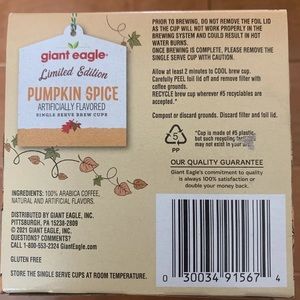 giant eagle
Limited Edition
PUMPKIN SPICE
ARTIFICIALLY FLAVORED
SINGLE SERVE BREW CUPS
INGREDIENTS: 100% ARABICA COFFEE,
NATURAL AND ARTIFICIAL FLAVORS.
DISTRIBUTED BY GIANT EAGLE, INC.
PITTSBURGH, PA 15238-2809
© 2021 GIANT EAGLE, INC.
QUESTIONS? COMMENTS?
CALL 1-800-553-2324 GiantEagle.com
GLUTEN FREE
STORE THE SINGLE SERVE CUPS AT ROOM TEMPERATURE.
PRIOR TO BREWING, DO NOT REMOVE THE FOIL LID
AS THE CUP WILL NOT WORK PROPERLY IN THE
BREWING SYSTEM AND COULD RESULT IN HOT
WATER BURNS.
ONCE BREWING IS COMPLETE, PLEASE REMOVE THE
SINGLE SERVE CUP WITH CAUTION.
Allow at least 2 minutes to COOL brew cup.
Carefully PEEL foil lid off and remove filter with
coffee grounds.
RECYCLE brew cup wherever #5 recyclables are
accepted.*
Compost or discard grounds. Discard filter and foil lid.
5
PP
*Cup is made of #5 plastic,
but such recycling
may not exist in your
OUR QUALITY GUARANTEE
Giant Eagle's commitment to quality
is always 100% satisfaction or
double your money back.
0 30034 91567 4